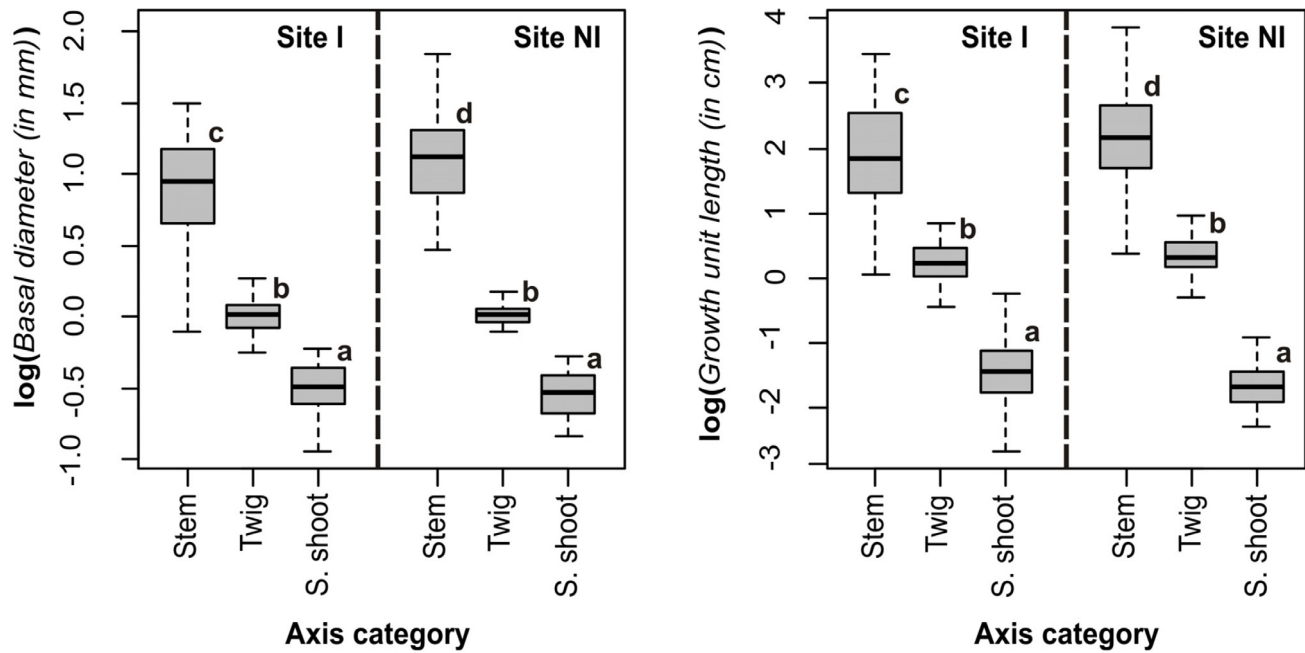 log(Basal diameter (in mm))
2.0
1.5
1.0
0.5
0.0
-0.5
-1.0
Site I
Site NI
c
b
a
d
b
a
Stem
Twig
S. shoot
Stem
Twig
S. shoot
Axis category
log(Growth unit length (in cm))
4
3
2
1
0
-1
-2
-3
Site I
Site NI
c
b
a
d
b
a
Stem
Twig
S. shoot
Stem
Twig
S. shoot
Axis category